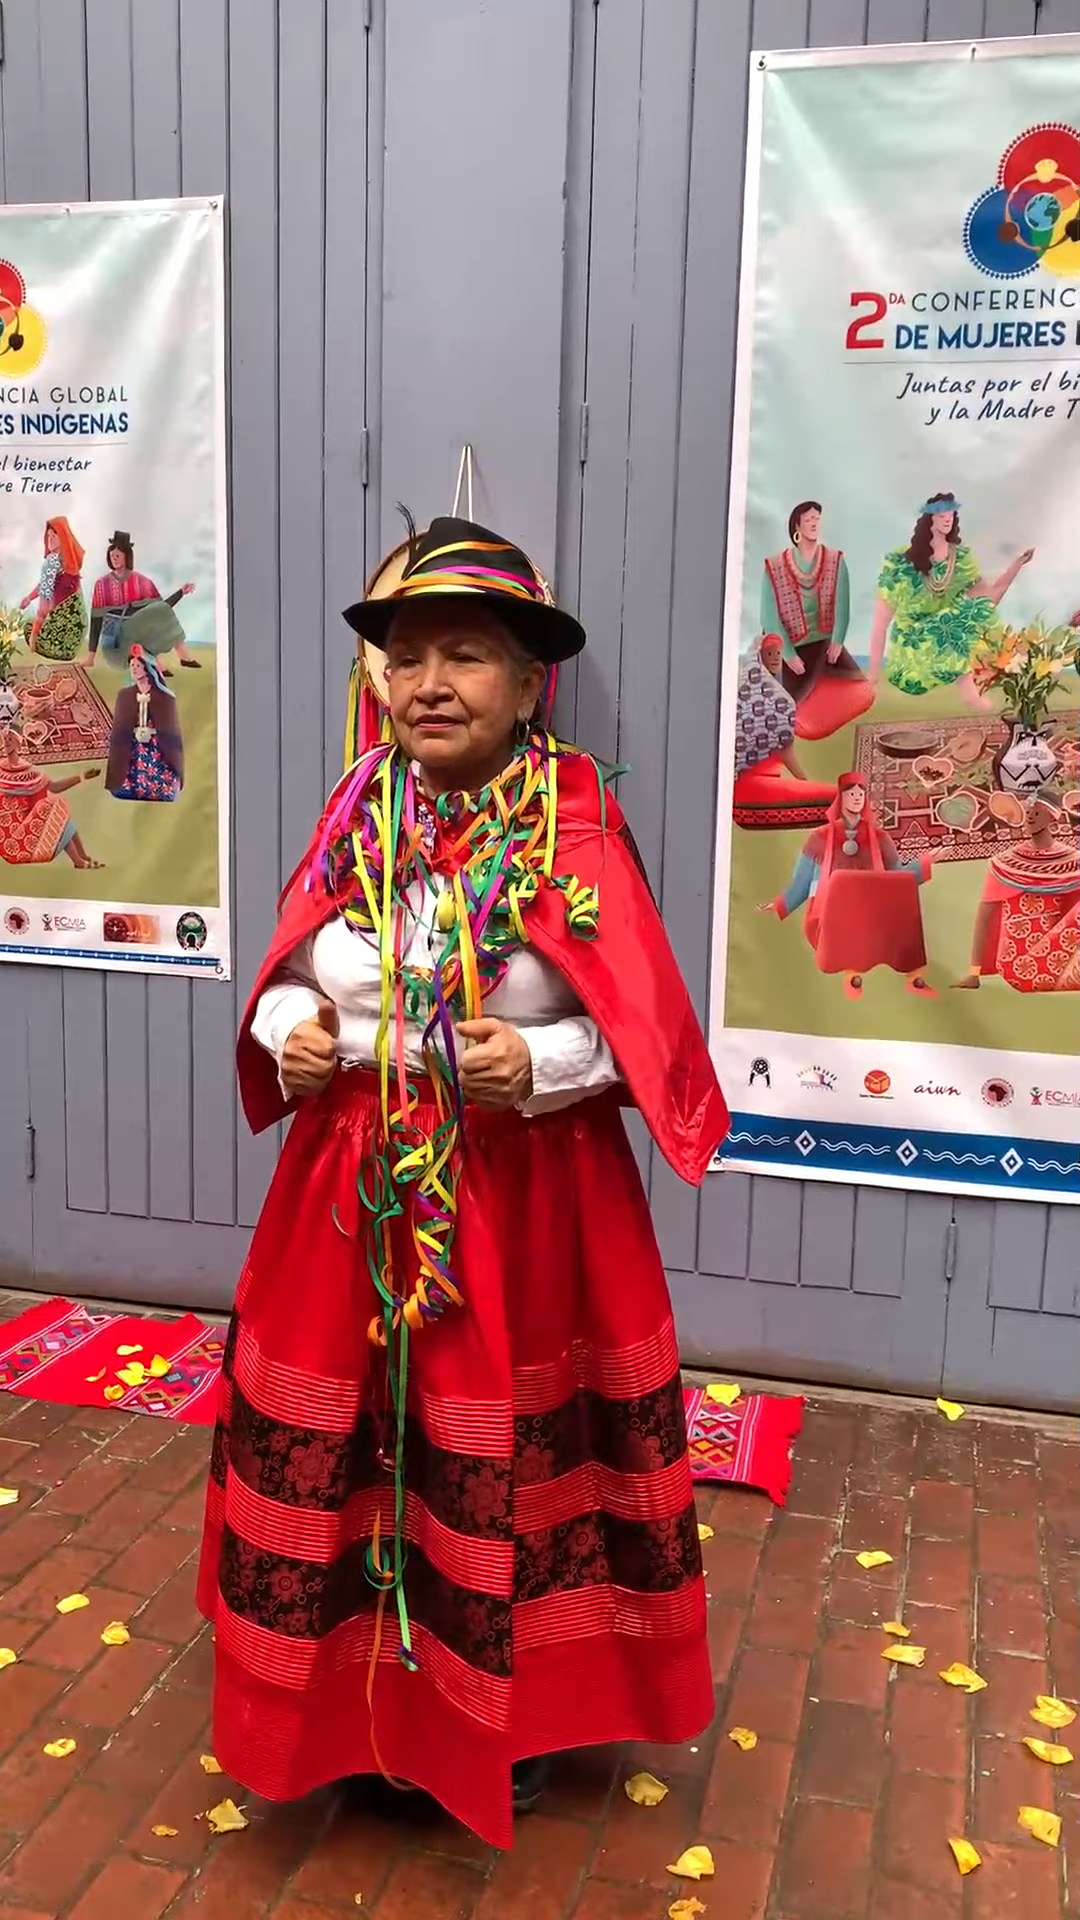 NCIA GLOBAL
ES INDÍGENAS
el bienestar
re Tierra
ECMIA
2DA CONFERENC
DE MUJERES
Juntas por el bi
y la Madre T
aiwn
ECMIA